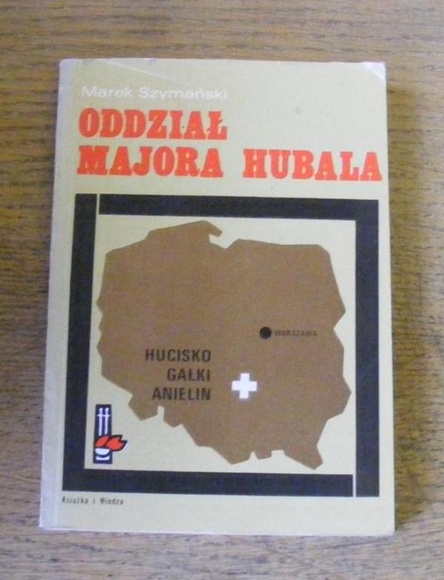 Marek Szymański
ODDZIAŁ
MAJORA HUBALA
WARSZAWA
HUCISKO
GAŁKI
ANIELIN
Książka i Wiedza